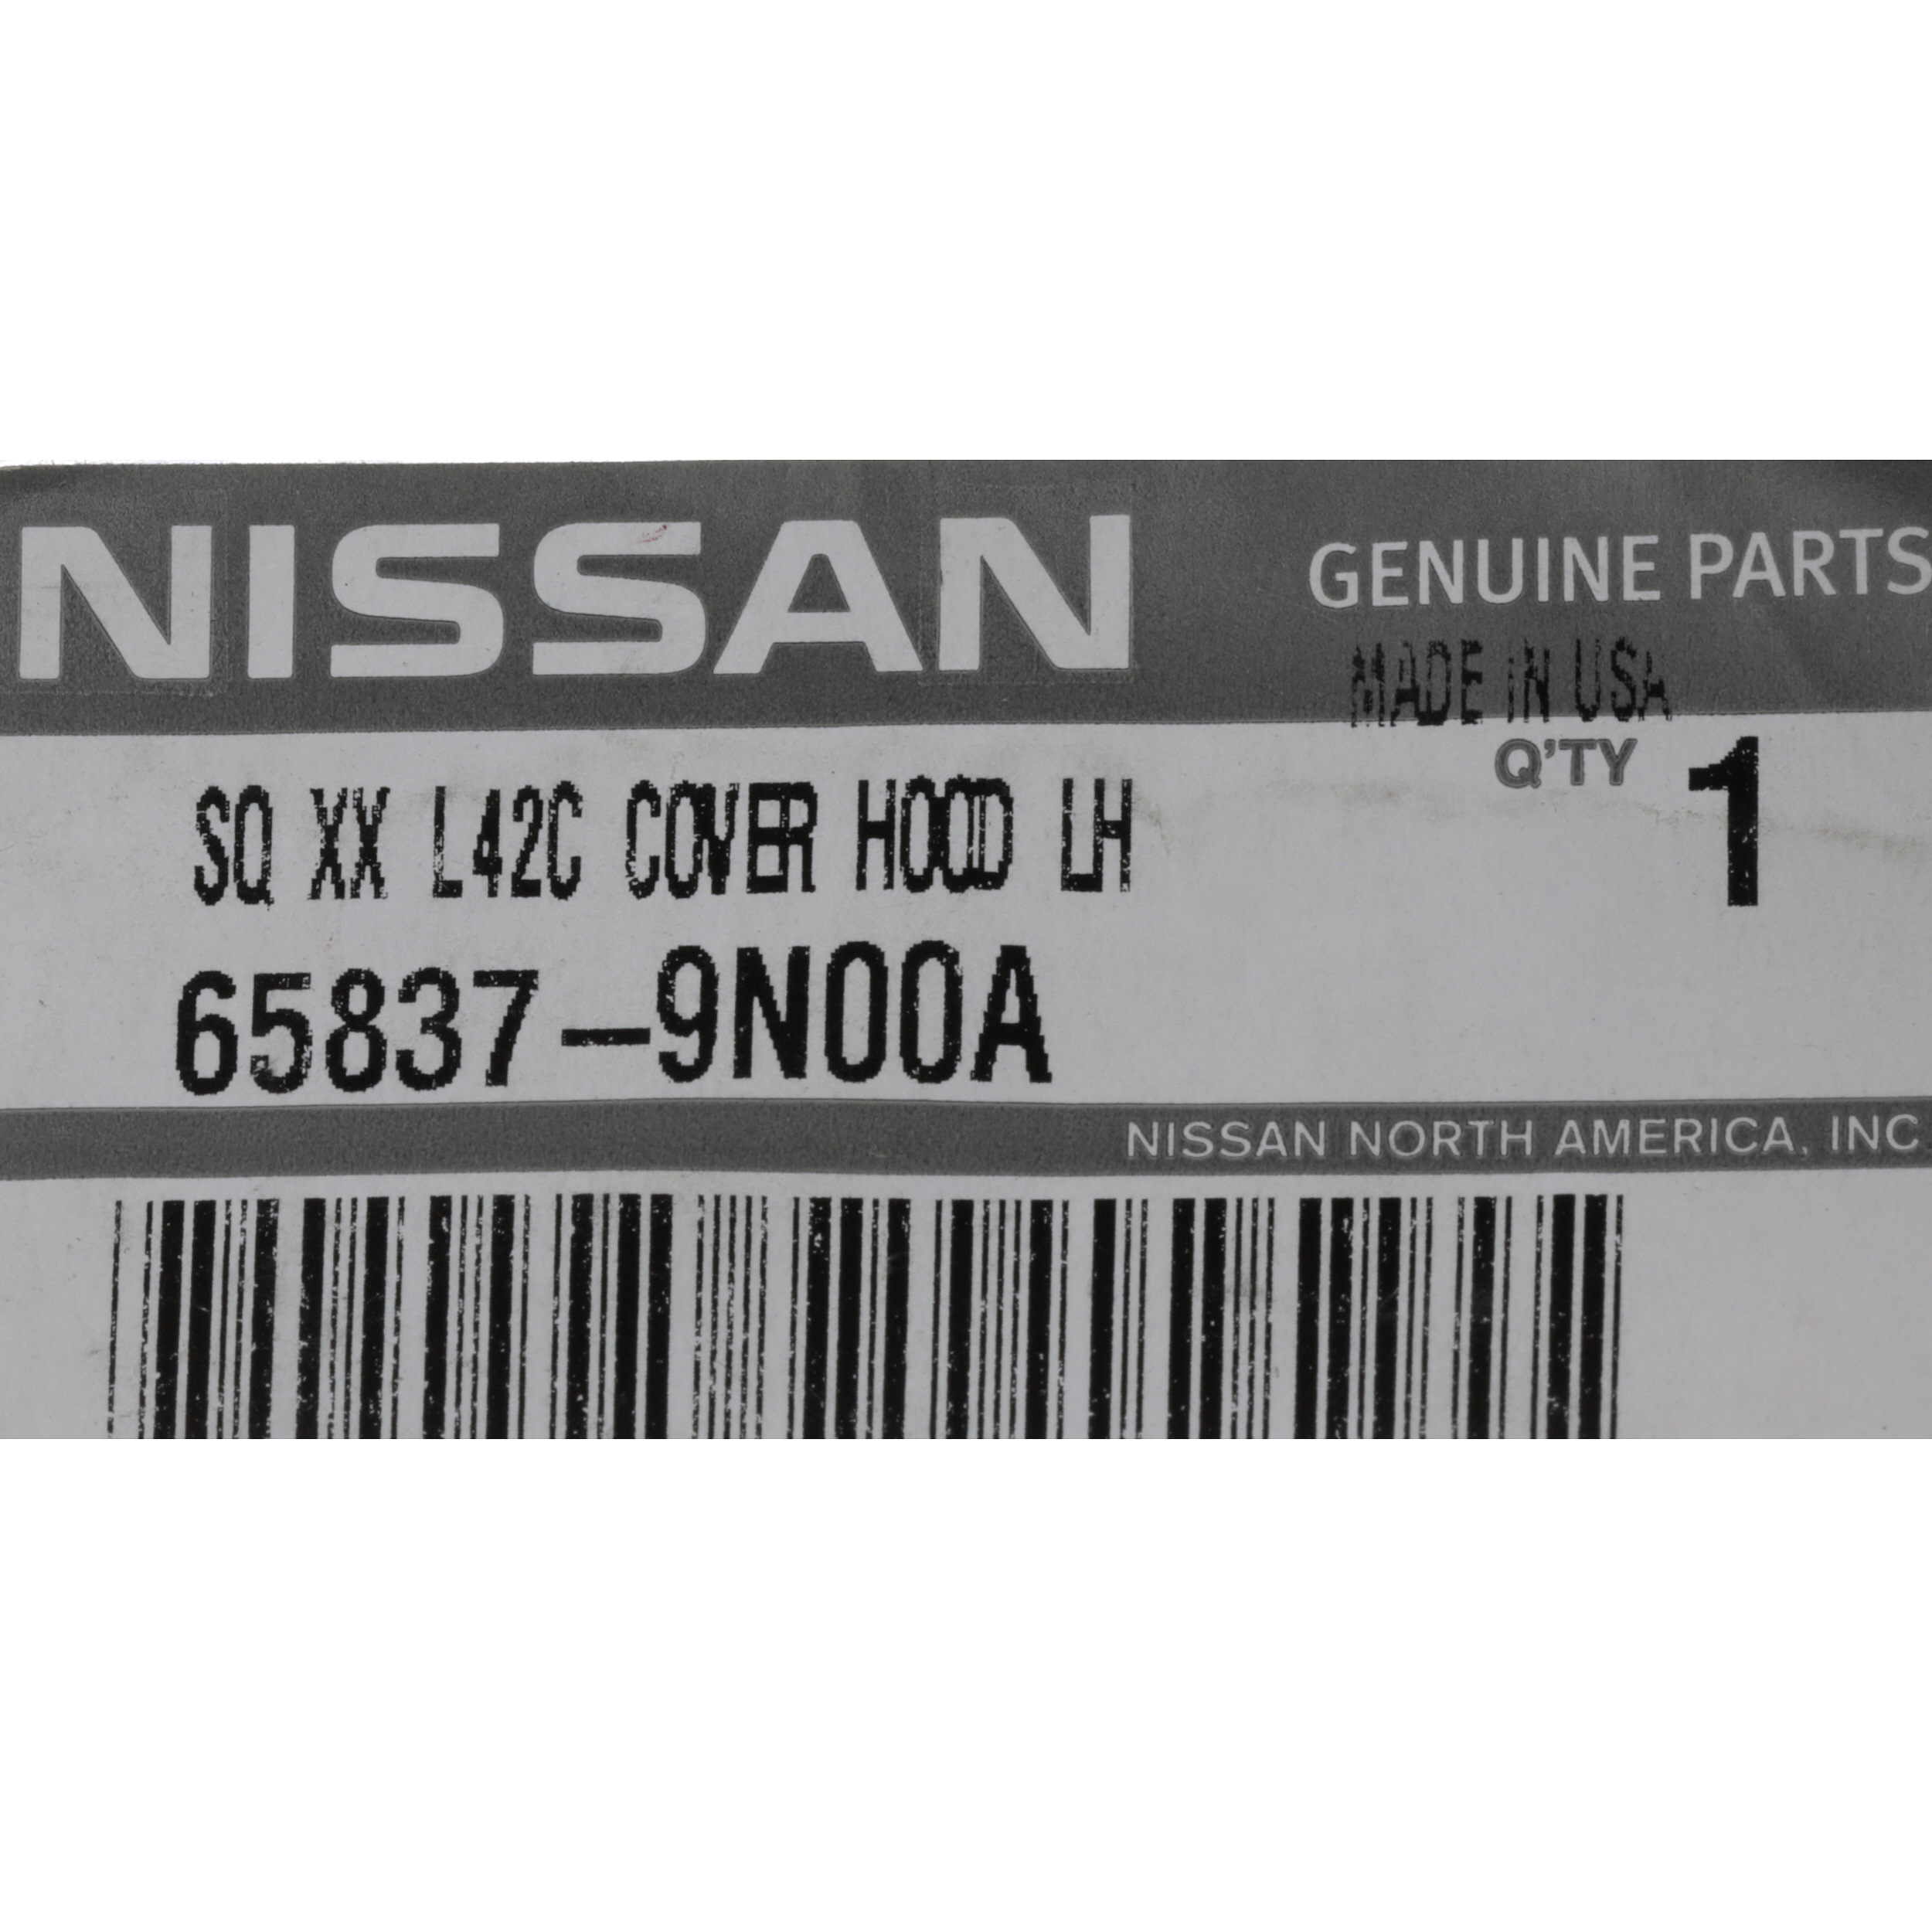 NISSAN
GENUINE PARTS
MADE IN USA
Q'TY 1
SQ XX L42C COVER HOOD LH
65837-9N00A
NISSAN NORTH AMERICA, INC